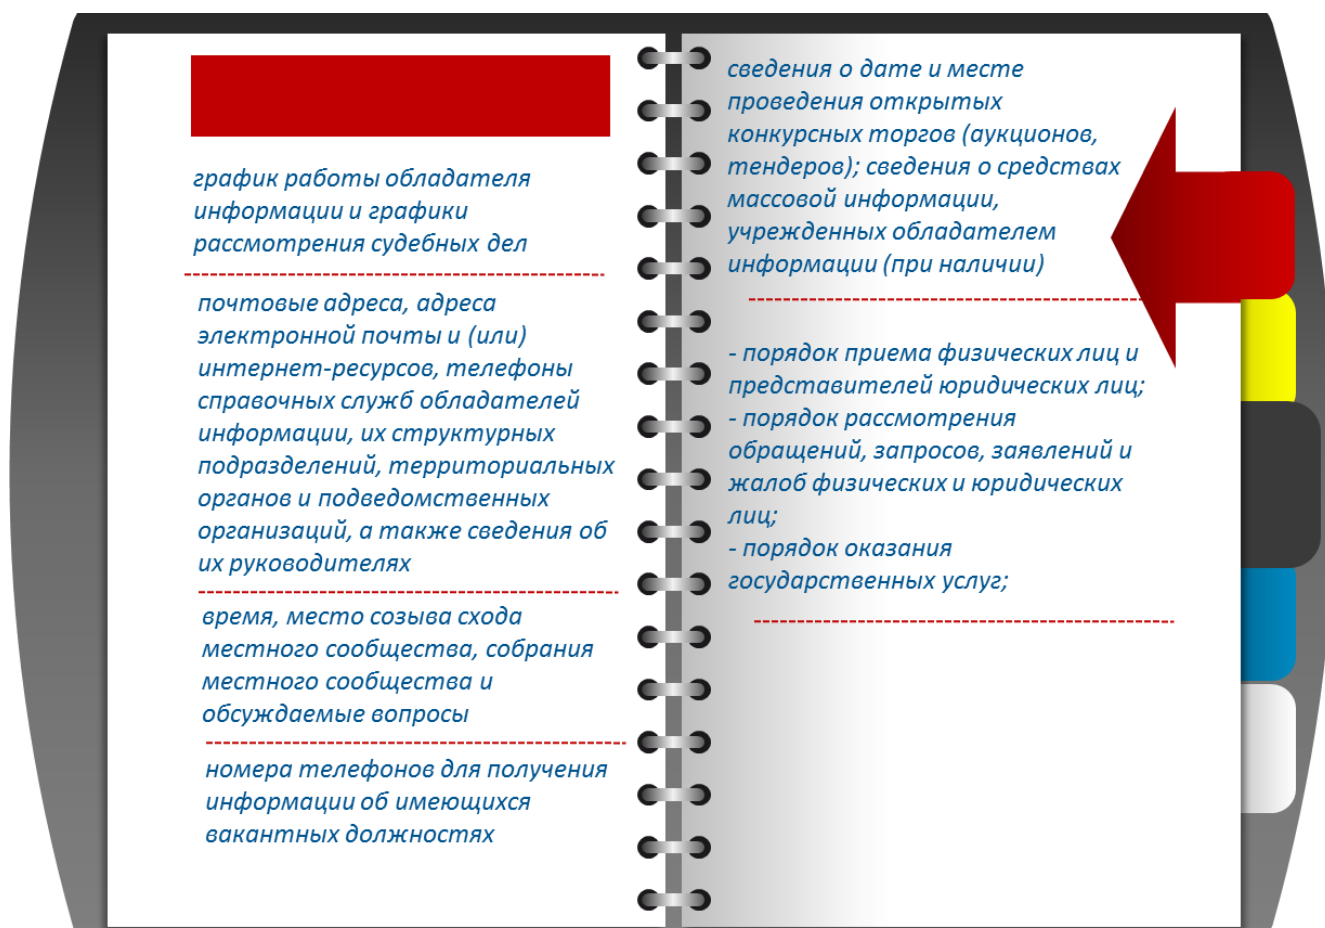 график работы обладателя
информации и графики
рассмотрения судебных дел
почтовые адреса, адреса
электронной почты и (или)
интернет-ресурсов, телефоны
справочных служб обладателей
информации, их структурных
подразделений, территориальных
органов и подведомственных
организаций, а также сведения об
их руководителях
время, место созыва схода
местного сообщества, собрания
местного сообщества и
обсуждаемые вопросы
номера телефонов для получения
информации об имеющихся
вакантных должностях
сведения о дате и месте
проведения открытых
конкурсных торгов (аукционов,
тендеров); сведения о средствах
массовой информации,
учрежденных обладателем
информации (при наличии)
- порядок приема физических лиц и
представителей юридических лиц;
- порядок рассмотрения
обращений, запросов, заявлений и
жалоб физических и юридических
лиц;
- порядок оказания
государственных услуг;